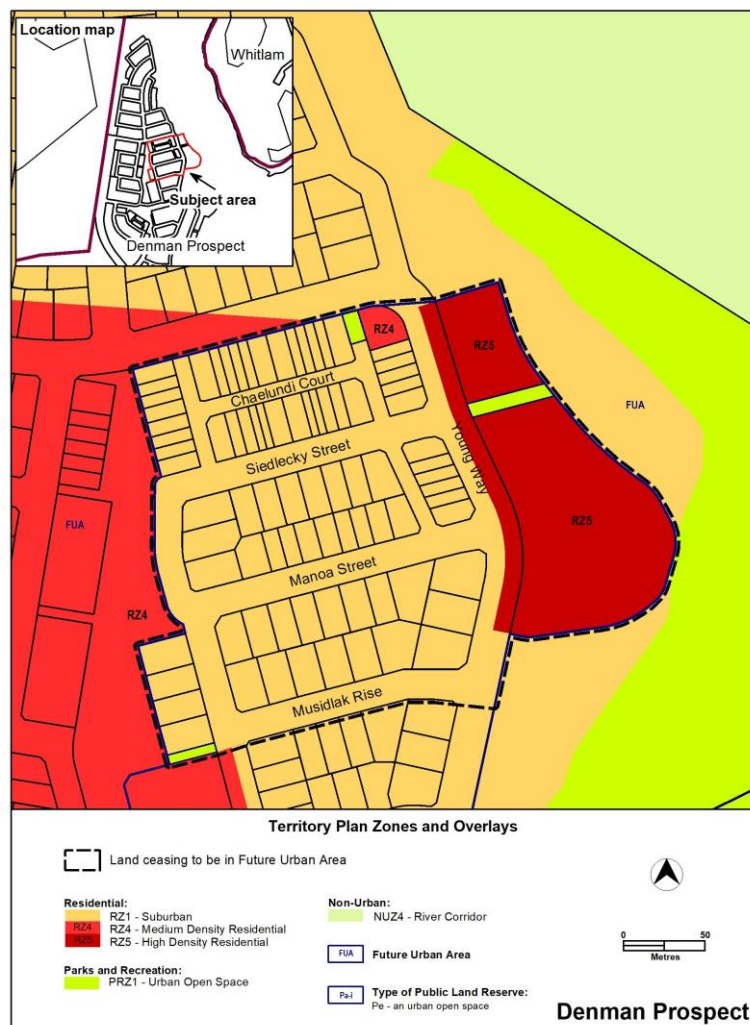 Location map
Whitlam
Subject area
Denman Prospect
RZ4
RZ5
Chaelundi Court
FUA
Siedlecky Street
Young Way
RZ5
FUA
Manoa Street
RZ4
Musidlak Rise
Territory Plan Zones and Overlays
Land ceasing to be in Future Urban Area
Residential:
RZ1 - Suburban
RZ4 RZ4 - Medium Density Residential
RZ5 RZ5 - High Density Residential
Parks and Recreation:
PRZ1 - Urban Open Space
Non-Urban:
NUZ4 - River Corridor
FUA Future Urban Area
Pe-i Type of Public Land Reserve:
Pe - an urban open space
0 50
Metres
Denman Prospect